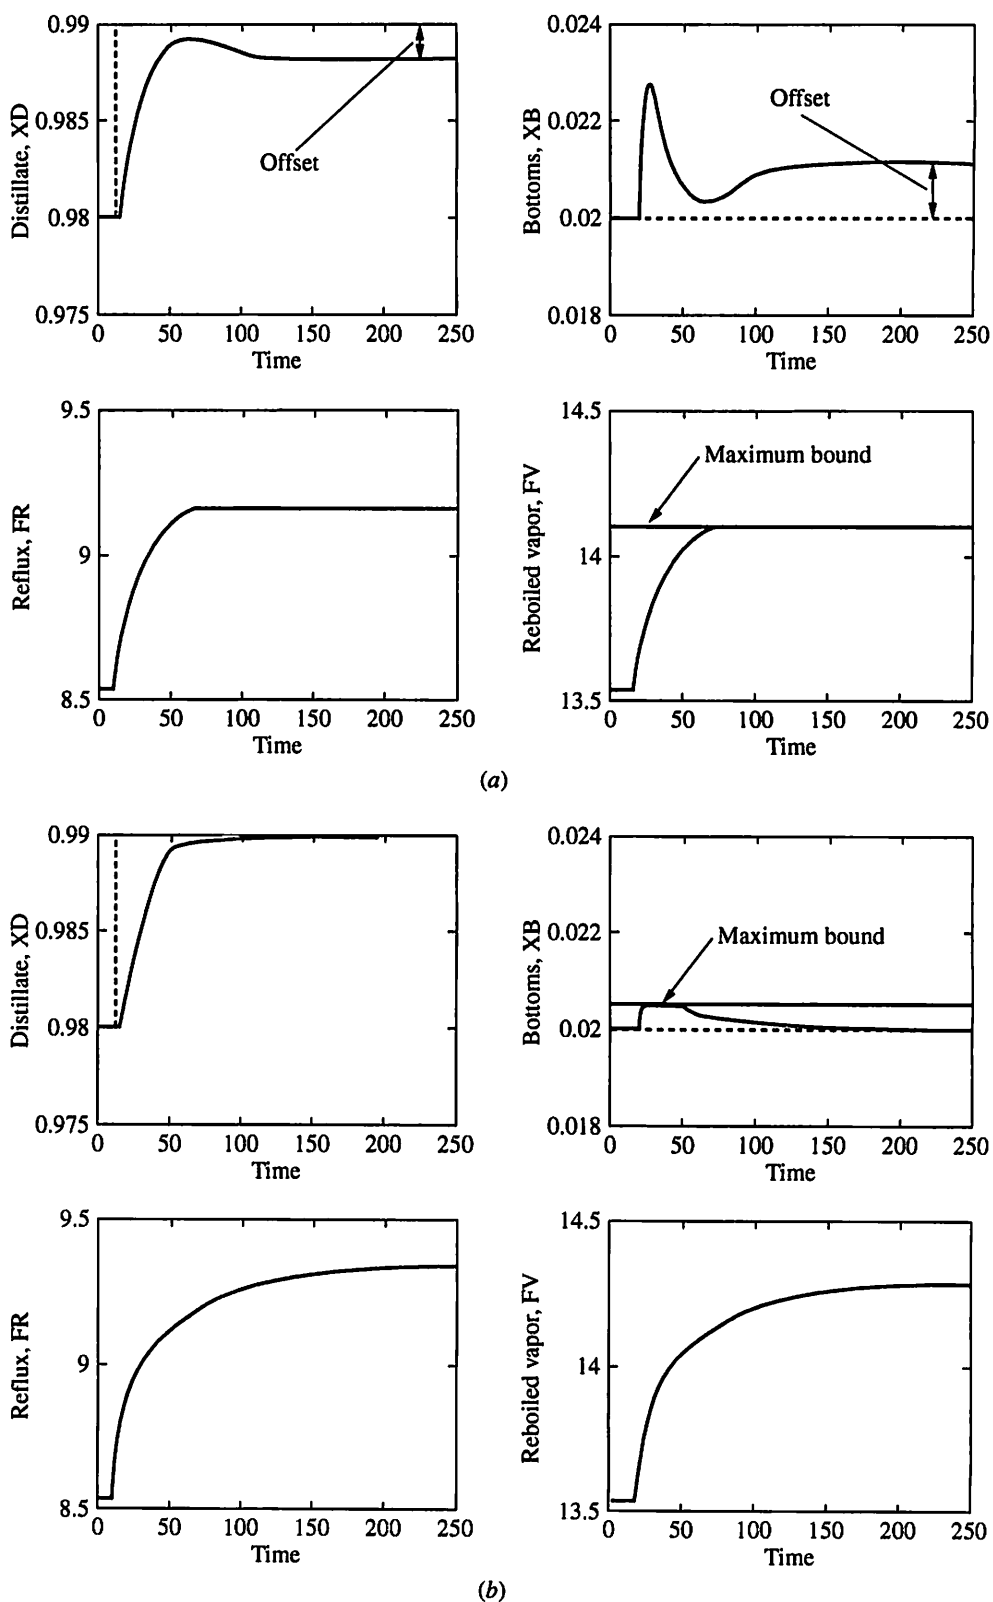 0.99
0.985
0.98
0.975
Distillate, XD
Offset
0 50 100 150 200 250
Time
0.024
0.022
0.02
0.018
Bottoms, XB
Offset
0 50 100 150 200 250
Time
9.5
9
8.5
Reflux, FR
0 50 100 150 200 250
Time
14.5
14
13.5
Reboiled vapor, FV
Maximum bound
0 50 100 150 200 250
Time
(a)
0.99
0.985
0.98
0.975
Distillate, XD
0 50 100 150 200 250
Time
0.024
0.022
0.02
0.018
Bottoms, XB
Maximum bound
0 50 100 150 200 250
Time
9.5
9
8.5
Reflux, FR
0 50 100 150 200 250
Time
14.5
14
13.5
Reboiled vapor, FV
0 50 100 150 200 250
Time
(b)